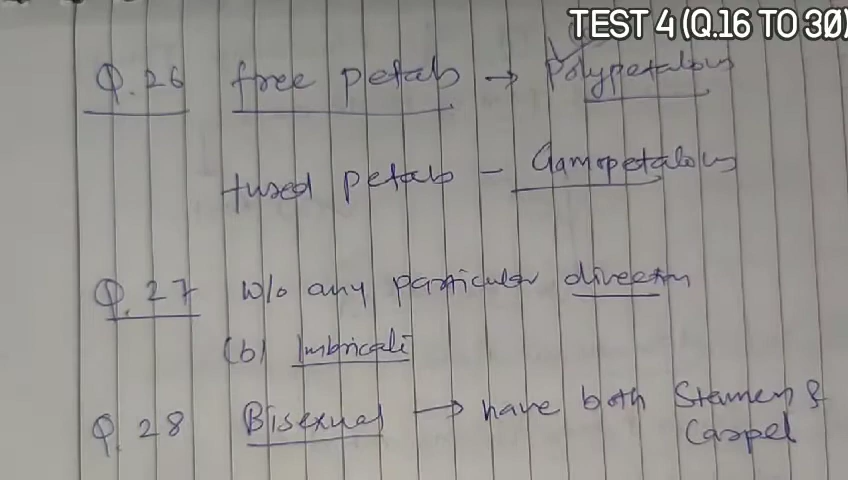 TEST 4 (Q.16 TO 30)
Q.26 free petals → Polypetalous
fused petals - Gamopetalous
Q.27 w/o any particular direction
(b) Imbricate
Q.28 Bisexual → have both Stamen &
Carpel